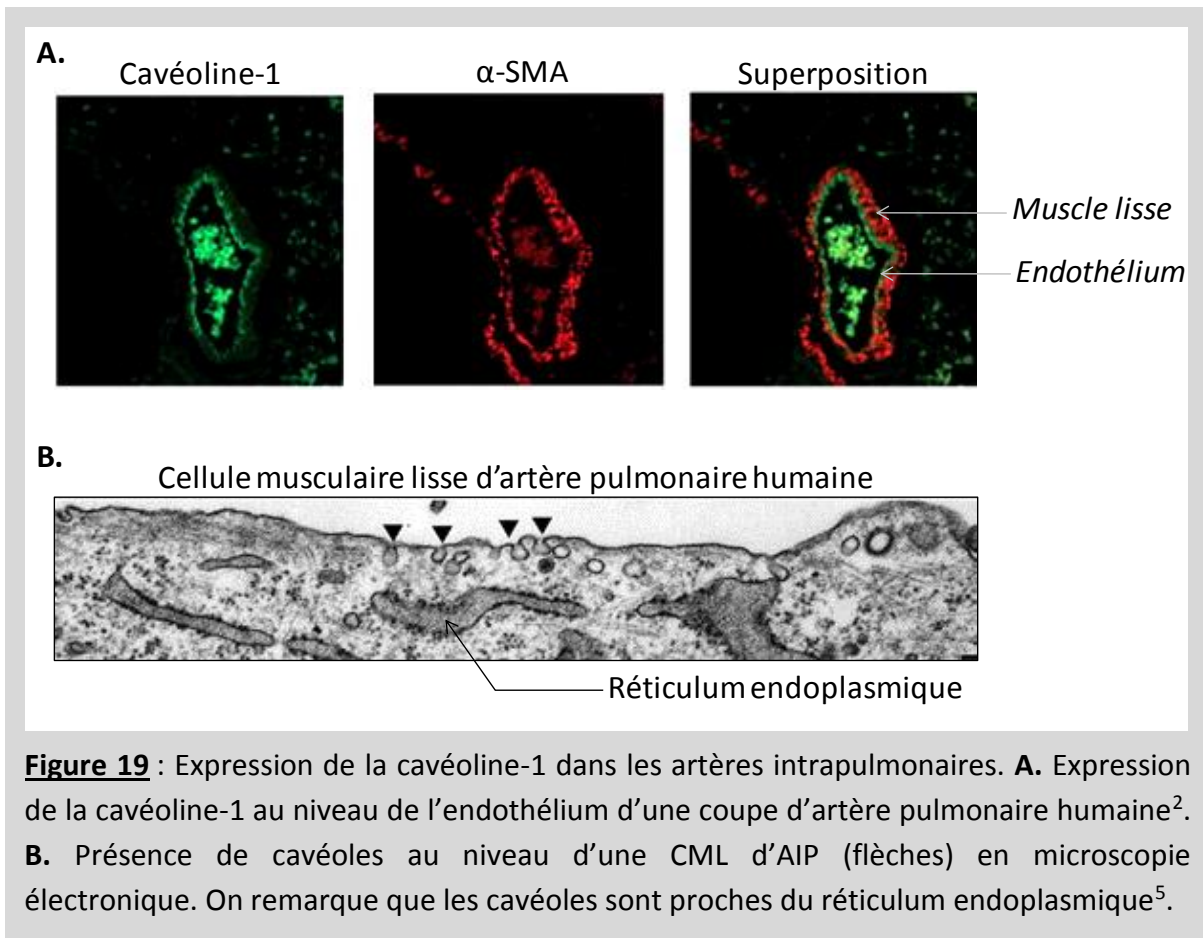 A.
Cavéoline-1 α-SMA Superposition
Muscle lisse
Endothélium
B.
Cellule musculaire lisse d'artère pulmonaire humaine
Réticulum endoplasmique
Figure 19 : Expression de la cavéoline-1 dans les artères intrapulmonaires. A. Expression
de la cavéoline-1 au niveau de l'endothélium d'une coupe d'artère pulmonaire humaine².
B. Présence de cavéoles au niveau d'une CML d'AIP (flèches) en microscopie
électronique. On remarque que les cavéoles sont proches du réticulum endoplasmique⁵.